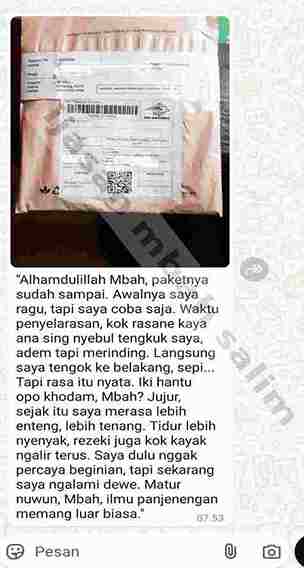 ijasah mbah salim
"Alhamdulillah Mbah, paketnya
sudah sampai. Awalnya saya
ragu, tapi saya coba saja. Waktu
penyelarasan, kok rasane kaya
ana sing nyebul tengkuk saya,
adem tapi merinding. Langsung
saya tengok ke belakang, sepi...
Tapi rasa itu nyata. Iki hantu
opo khodam, Mbah? Jujur,
sejak itu saya merasa lebih
enteng, lebih tenang. Tidur lebih
nyenyak, rezeki juga kok kayak
ngalir terus. Saya dulu nggak
percaya beginian, tapi sekarang
saya ngalami dewe. Matur
nuwun, Mbah, ilmu panjenengan
memang luar biasa."
07.53
Pesan